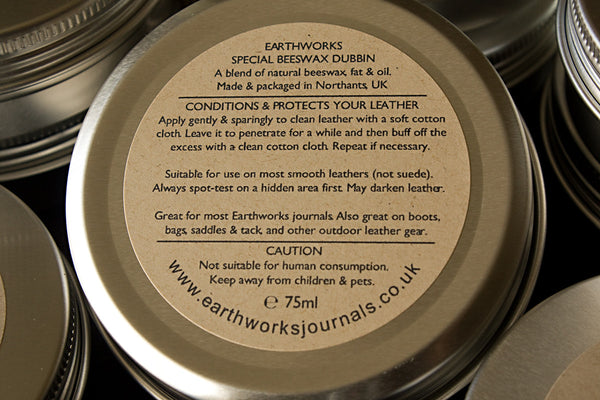 EARTHWORKS
SPECIAL BEESWAX DUBBIN
A blend of natural beeswax, fat & oil.
Made & packaged in Northants, UK
CONDITIONS & PROTECTS YOUR LEATHER
Apply gently & sparingly to clean leather with a soft cotton
cloth. Leave it to penetrate for a while and then buff off the
excess with a clean cotton cloth. Repeat if necessary.
Suitable for use on most smooth leathers (not suede).
Always spot-test on a hidden area first. May darken leather.
Great for most Earthworks journals. Also great on boots,
bags, saddles & tack, and other outdoor leather gear.
CAUTION
Not suitable for human consumption.
Keep away from children & pets.
℮ 75ml
www.earthworksjournals.co.uk